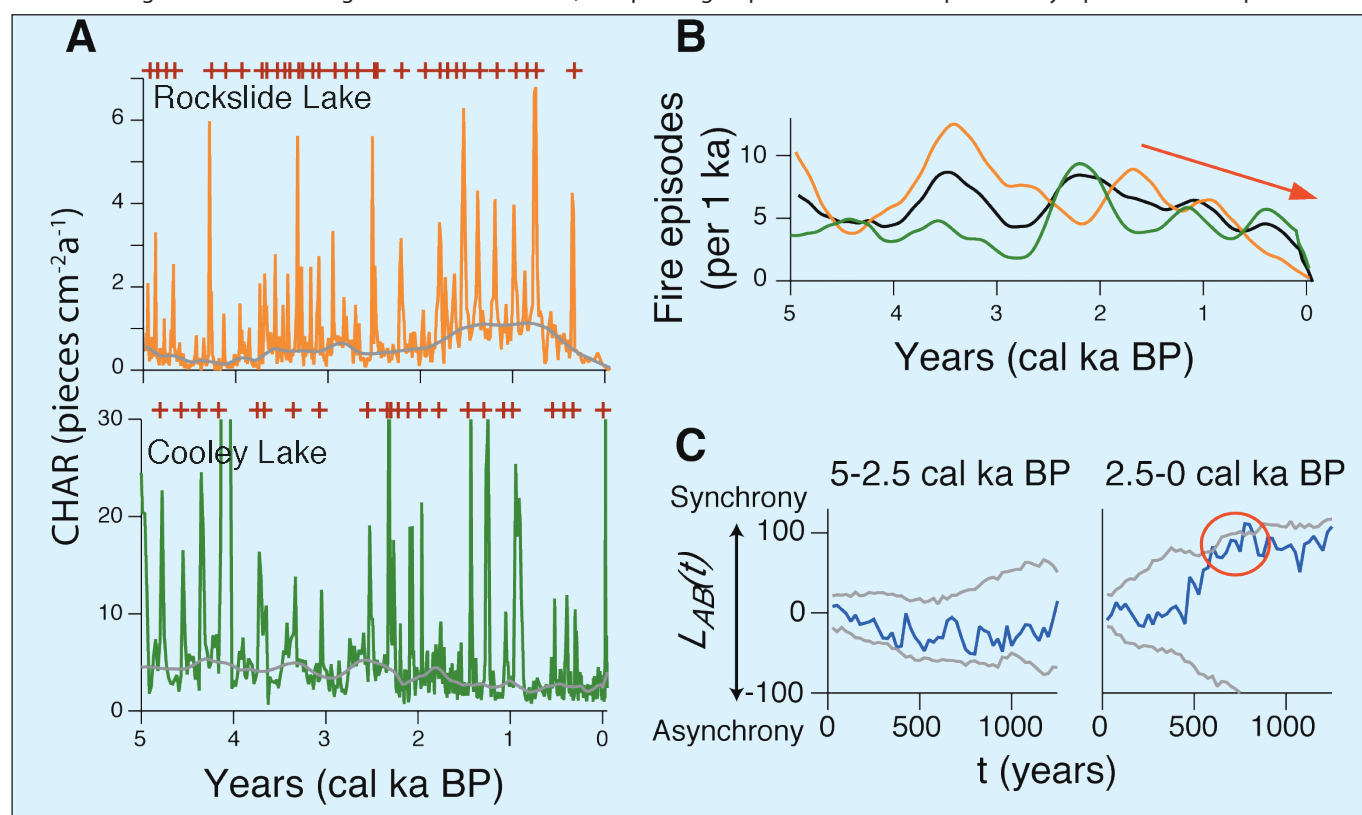 A
Rockslide Lake
CHAR (pieces cm-2a-1)
6
4
2
0
Cooley Lake
30
20
10
0
5 4 3 2 1 0
Years (cal ka BP)
B
Fire episodes
(per 1 ka)
10
5
0
5 4 3 2 1 0
Years (cal ka BP)
C
5-2.5 cal ka BP 2.5-0 cal ka BP
Synchrony
100
0
-100
LAB(t)
Asynchrony
0 500 1000 0 500 1000
t (years)